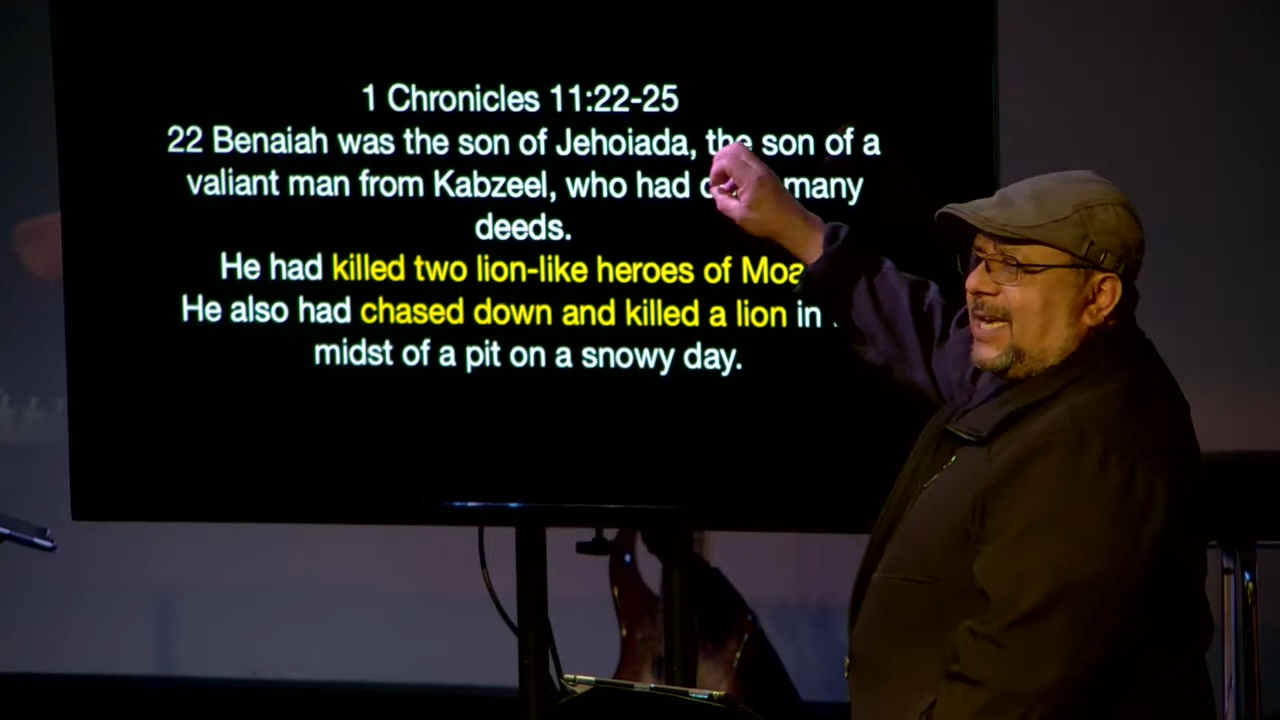 1 Chronicles 11:22-25
22 Benaiah was the son of Jehoiada, the son of a
valiant man from Kabzeel, who had many
deeds.
He had killed two lion-like heroes of
He also had chased down and killed a lion in
midst of a pit on a snowy day.